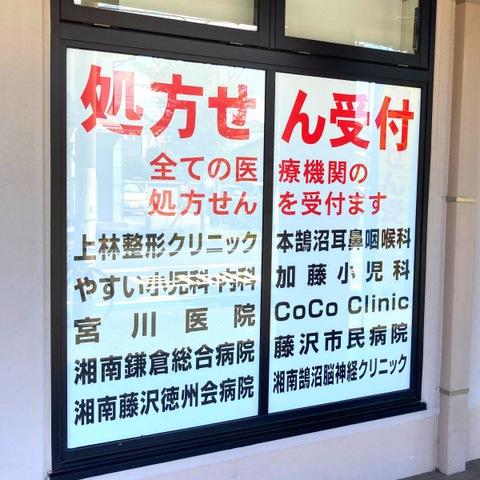 処方せん受付
全ての医療機関の
処方せんを受付ます
上林整形クリニック
やすい小児科・内科
宮川医院
湘南鎌倉総合病院
湘南藤沢徳州会病院
本鵠沼耳鼻咽喉科
加藤小児科
CoCo Clinic
藤沢市民病院
湘南鵠沼脳神経クリニック